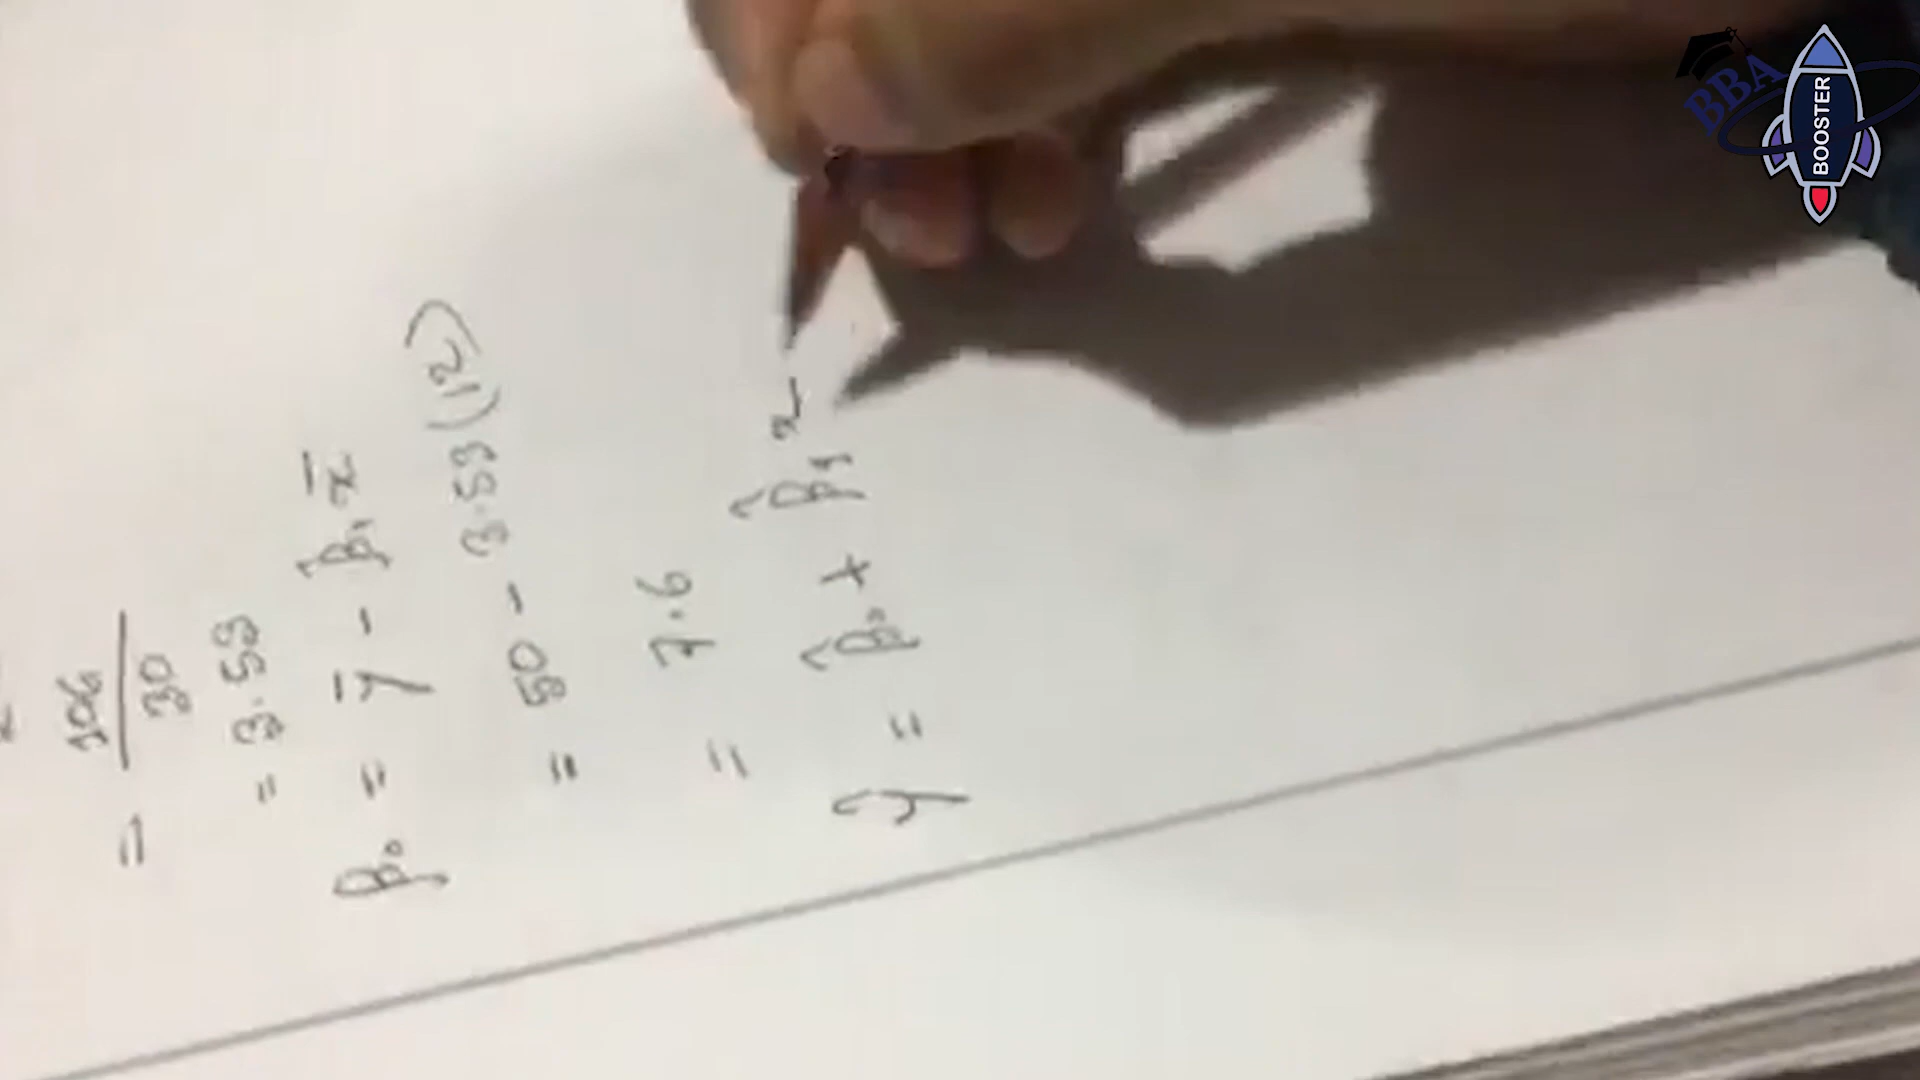 = 106/30
= 3.53
β̂₀ = ȳ - β̂₁x̄
= 50 - 3.53(12)
= 7.6
ŷ = β̂₀ + β̂₁x
BBA
BOOSTER